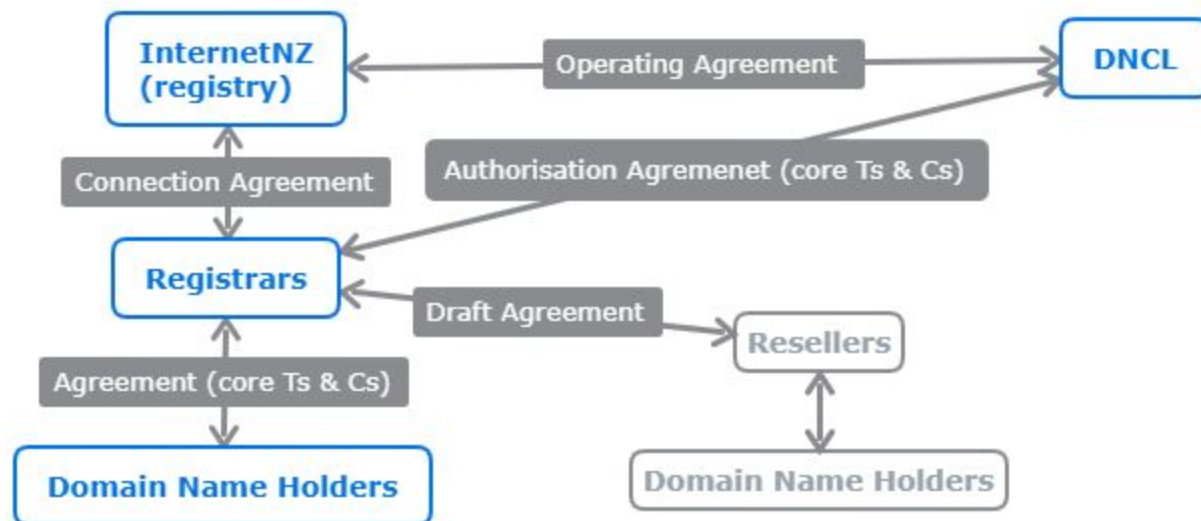 InternetNZ
(registry)
Operating Agreement
DNCL
Connection Agreement
Authorisation Agremenet (core Ts & Cs)
Registrars
Draft Agreement
Resellers
Agreement (core Ts & Cs)
Domain Name Holders
Domain Name Holders